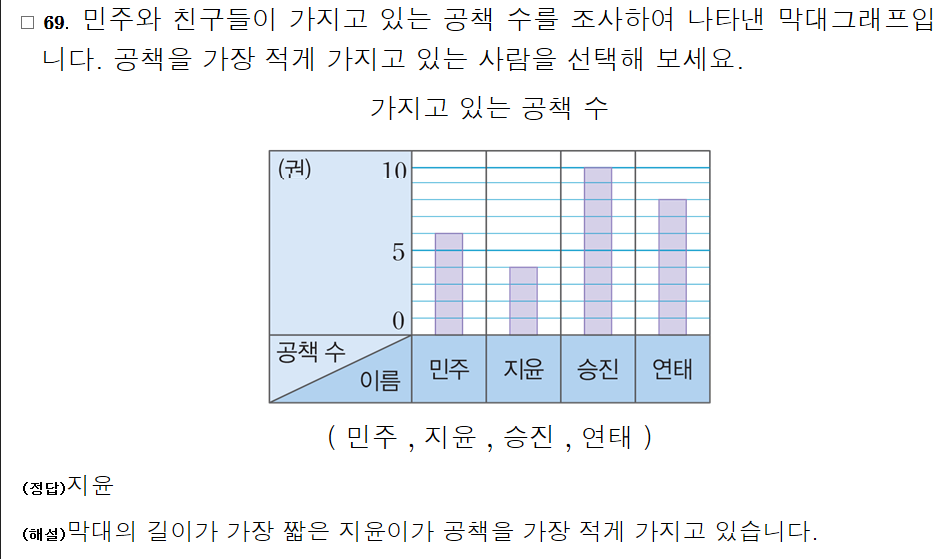 □ 69. 민주와 친구들이 가지고 있는 공책 수를 조사하여 나타낸 막대그래프입
니다. 공책을 가장 적게 가지고 있는 사람을 선택해 보세요.
가지고 있는 공책 수
(권) 10
5
0
공책 수
이름 민주 지윤 승진 연태
( 민주 , 지윤 , 승진 , 연태 )
(정답)지윤
(해설)막대의 길이가 가장 짧은 지윤이가 공책을 가장 적게 가지고 있습니다.